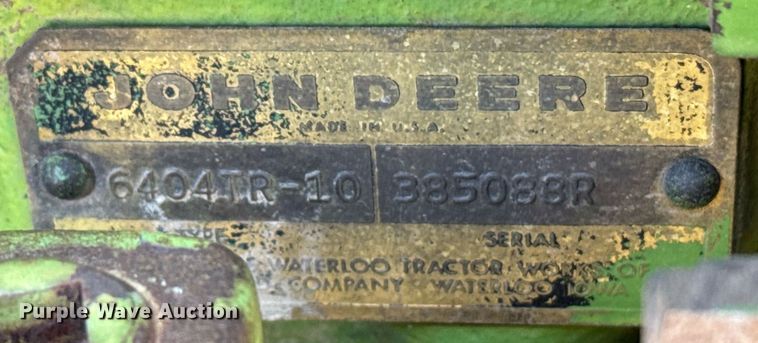 JOHN DEERE
MADE IN U.S.A.
6404TR-10 385088R
SERIAL
WATERLOO TRACTOR WORKS OF
COMPANY WATERLOO IOWA
Purple Wave Auction